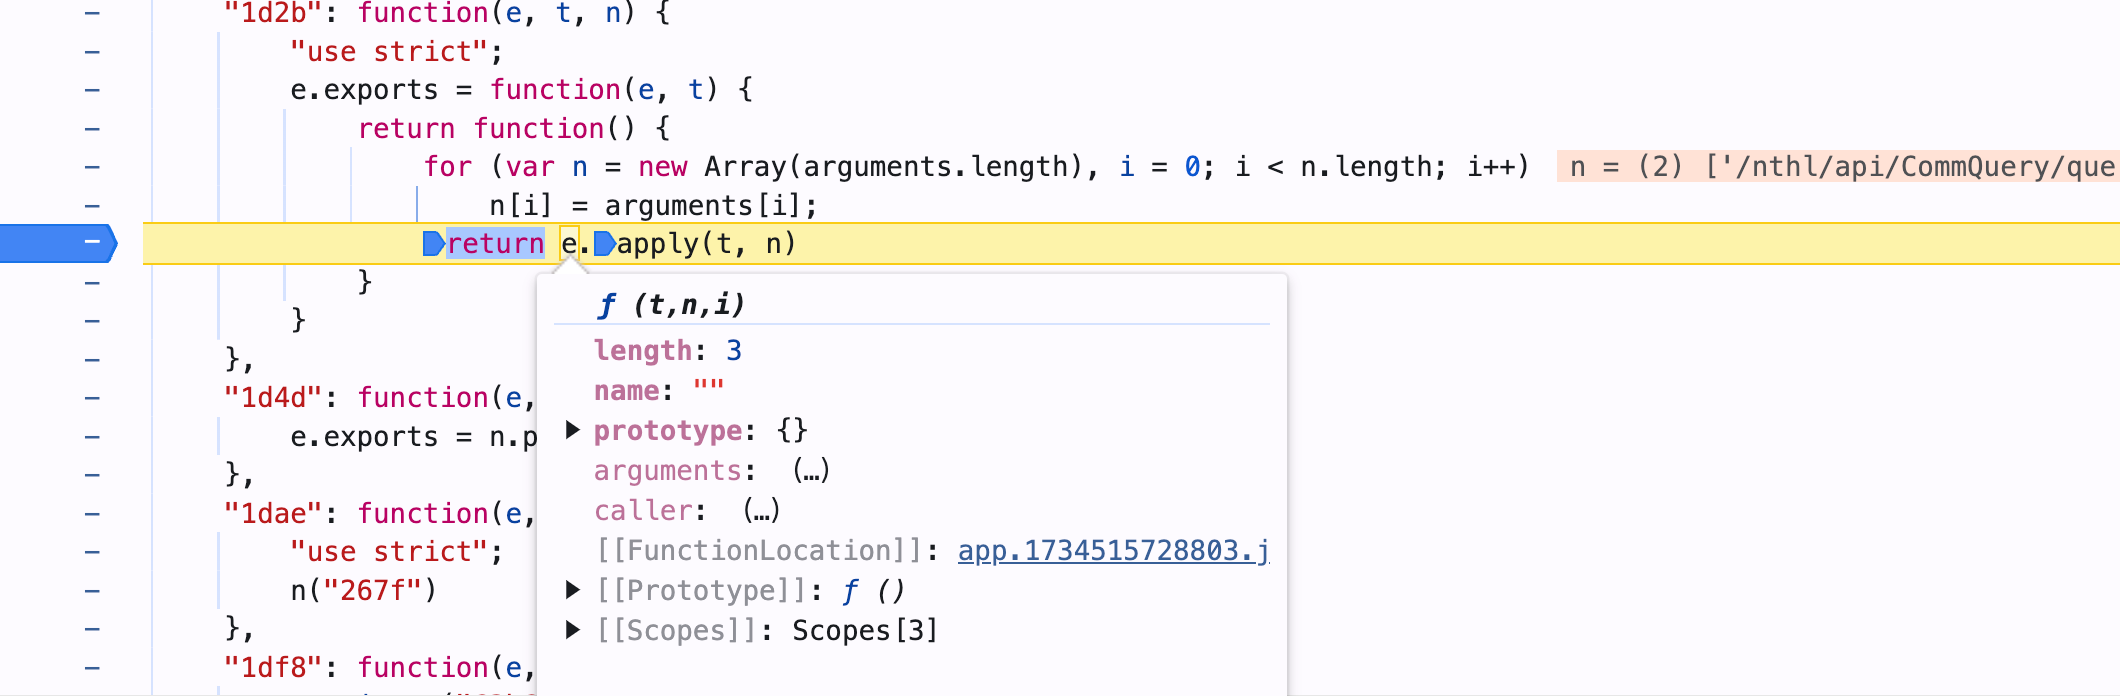 "1d2b": function(e, t, n) {
"use strict";
e.exports = function(e, t) {
return function() {
for (var n = new Array(arguments.length), i = 0; i < n.length; i++) n = (2) ['/nthl/api/CommQuery/que
n[i] = arguments[i];
return e.apply(t, n)
}
}
},
"1d4d": function(e,
e.exports = n.p
},
"1dae": function(e,
"use strict";
n("267f")
},
"1df8": function(e,
ƒ (t,n,i)
length: 3
name: ""
prototype: {}
arguments: (…)
caller: (…)
[[FunctionLocation]]: app.1734515728803.j
[[Prototype]]: ƒ ()
[[Scopes]]: Scopes[3]